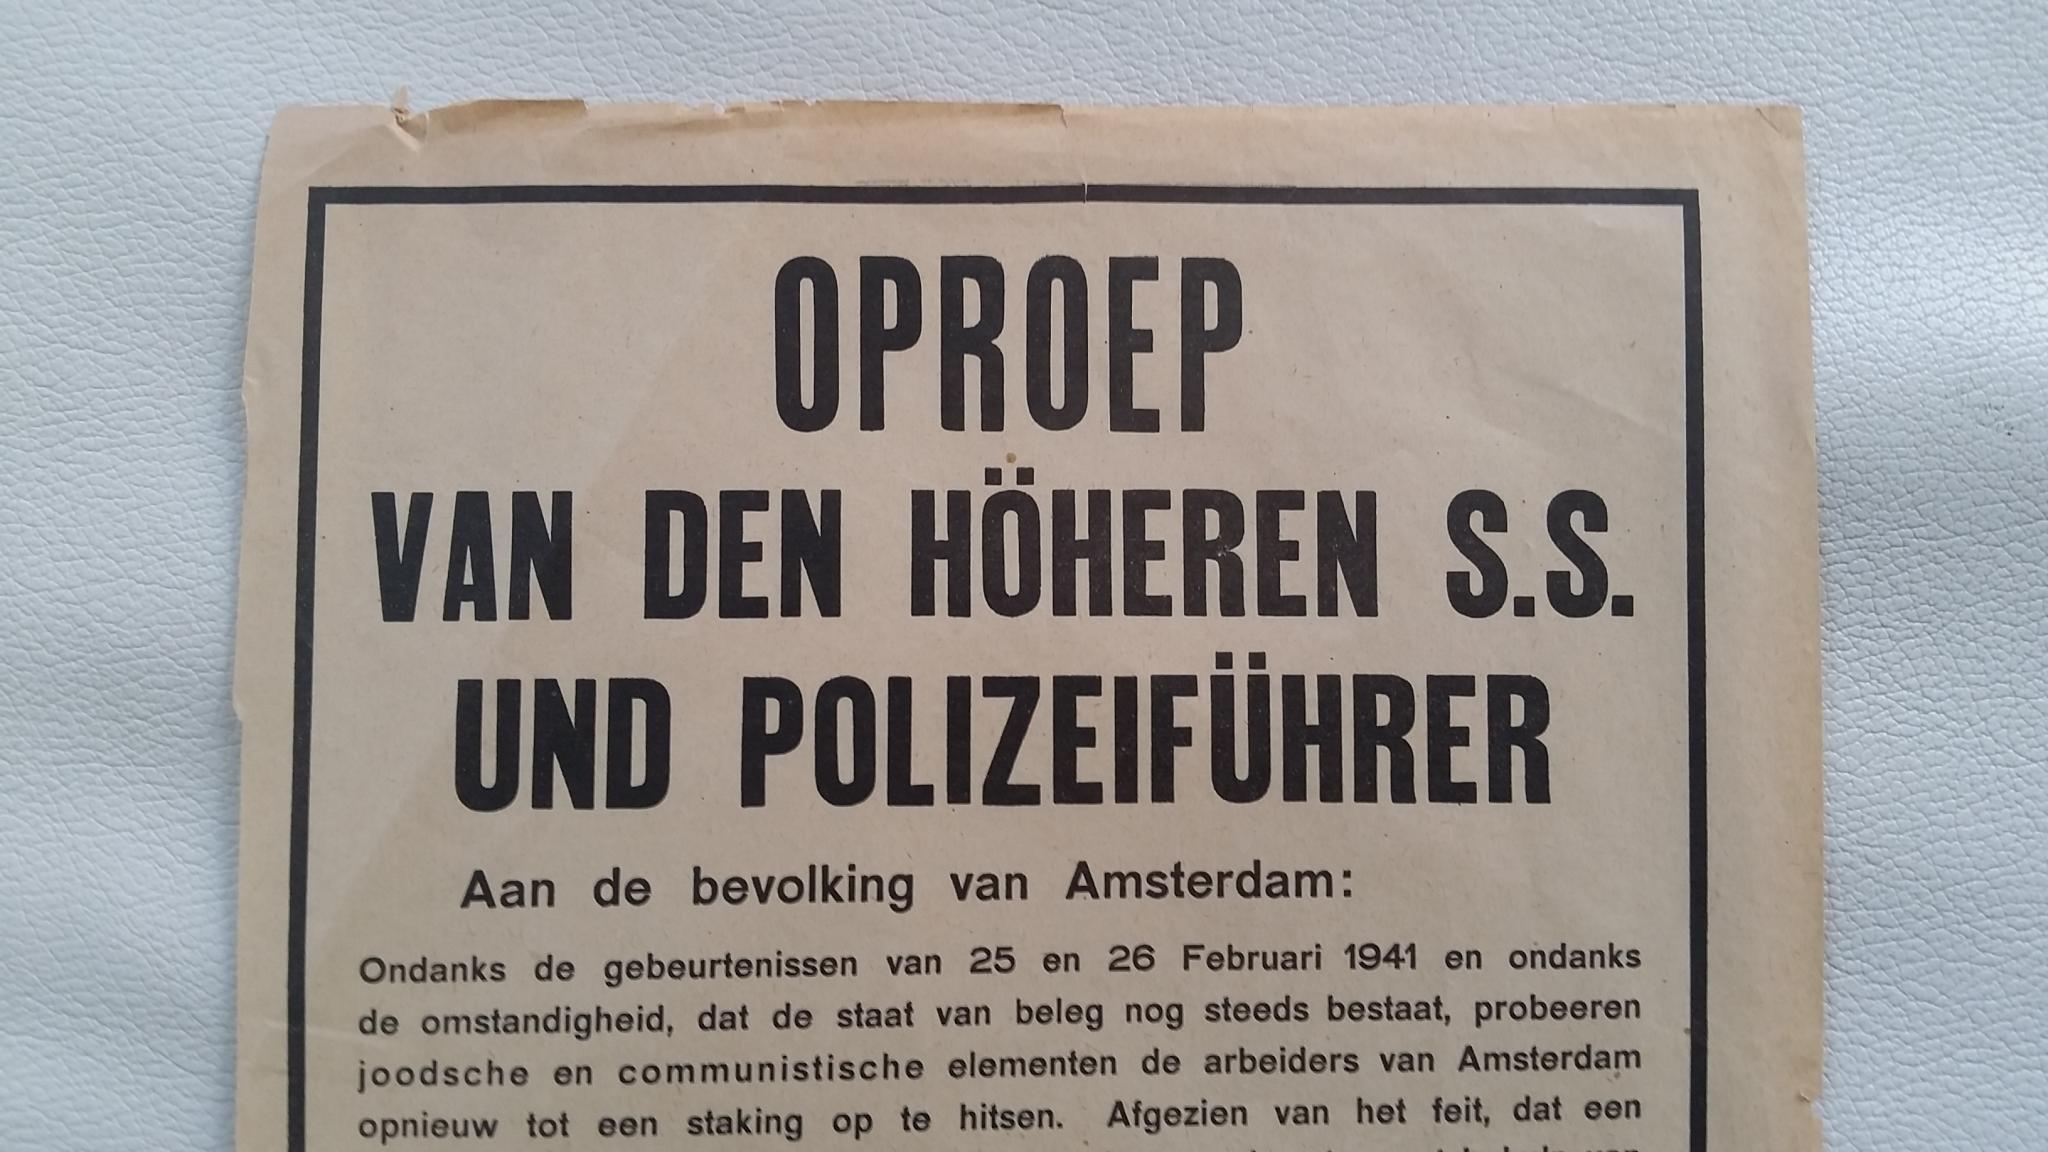 OPROEP
VAN DEN HÖHEREN S.S.
UND POLIZEIFÜHRER
Aan de bevolking van Amsterdam:
Ondanks de gebeurtenissen van 25 en 26 Februari 1941 en ondanks
de omstandigheid, dat de staat van beleg nog steeds bestaat, probeeren
joodsche en communistische elementen de arbeiders van Amsterdam
opnieuw tot een staking op te hitsen. Afgezien van het feit, dat een